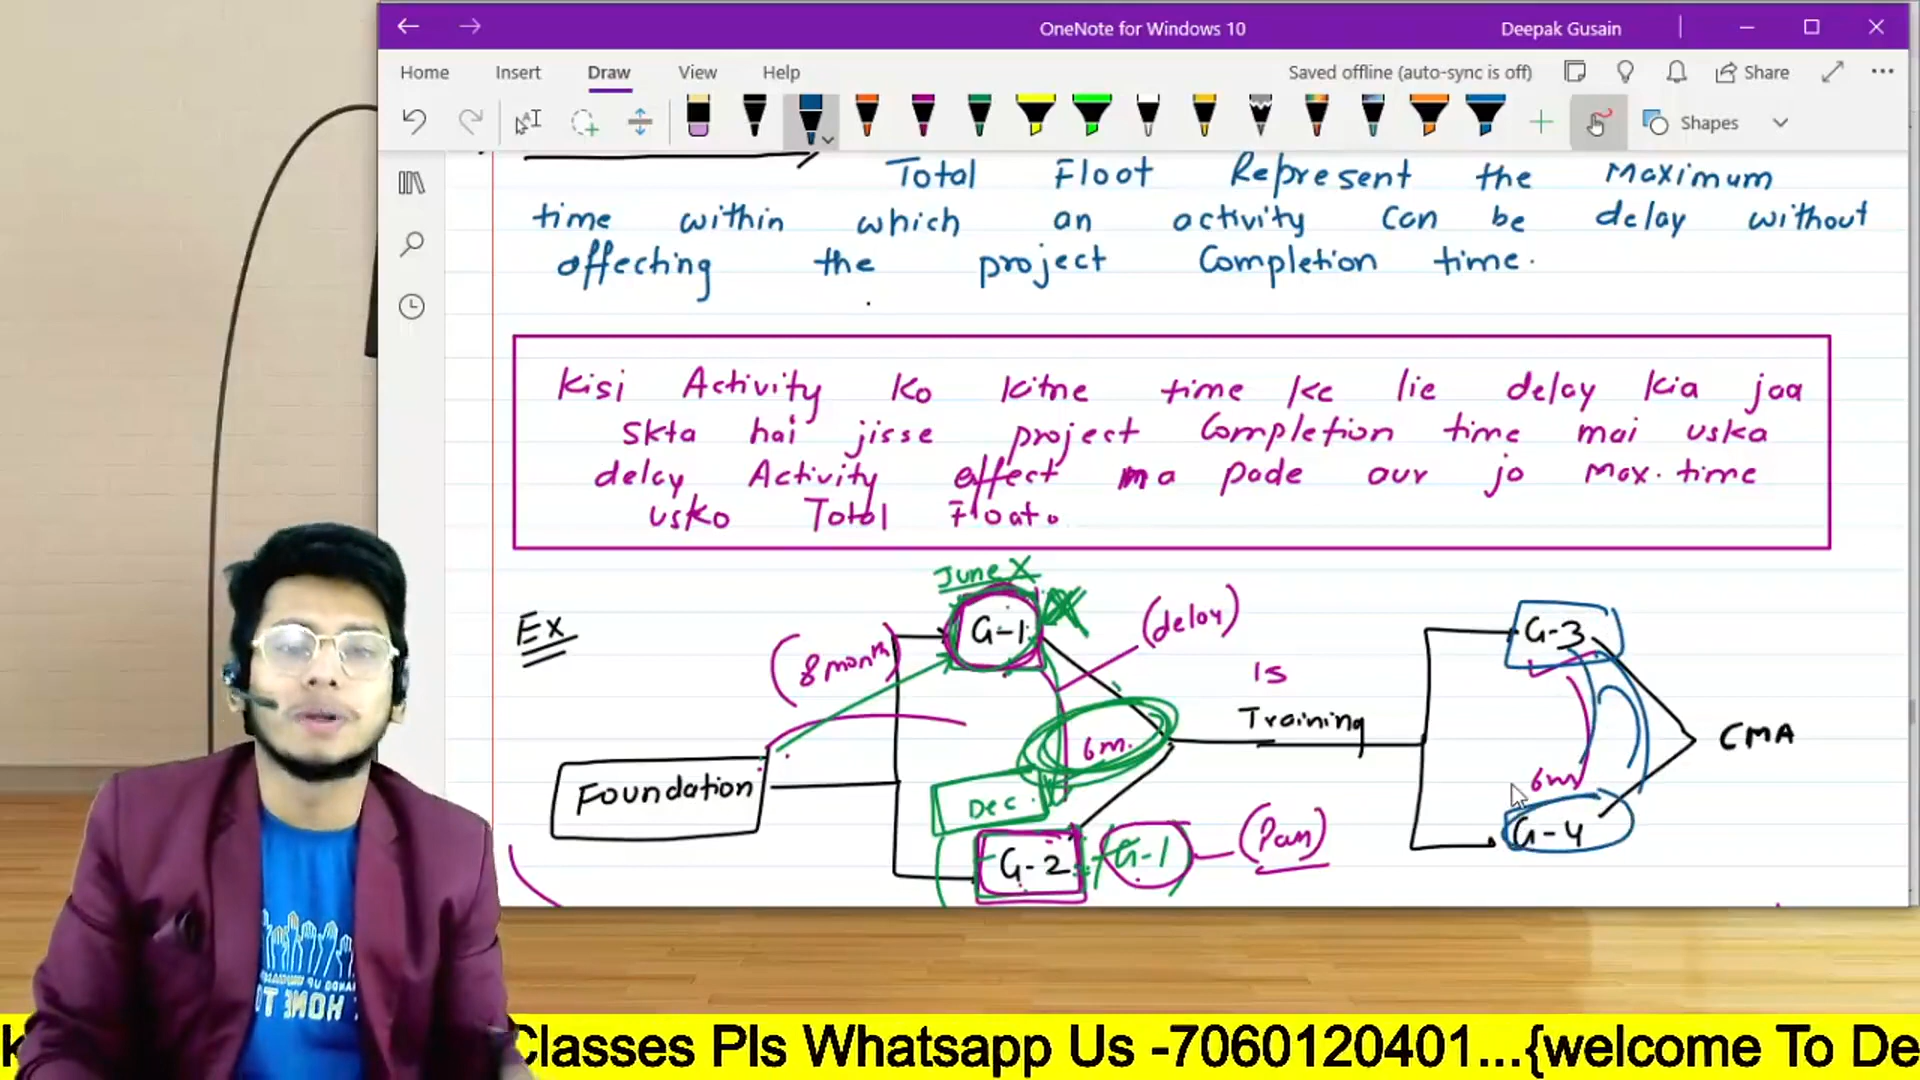 OneNote for Windows 10
Deepak Gusain
Home Insert Draw View Help
Saved offline (auto-sync is off)
Share
Shapes
Total Float Represent the Maximum
time within which an activity can be delay without
affecting the project Completion time.
Kisi Activity Ko kitne time ke lie delay kia jaa
Skta hai jisse project Completion time mai uska
delay Activity effect na pade aur jo Max. time
usko Total Float.
June X
Ex
G-1
(delay)
(8 month)
G-3
Is
Training
6m.
CMA
Foundation
6m
Dec.
G-4
G-2
G-1
Classes Pls Whatsapp Us -7060120401...{welcome To De